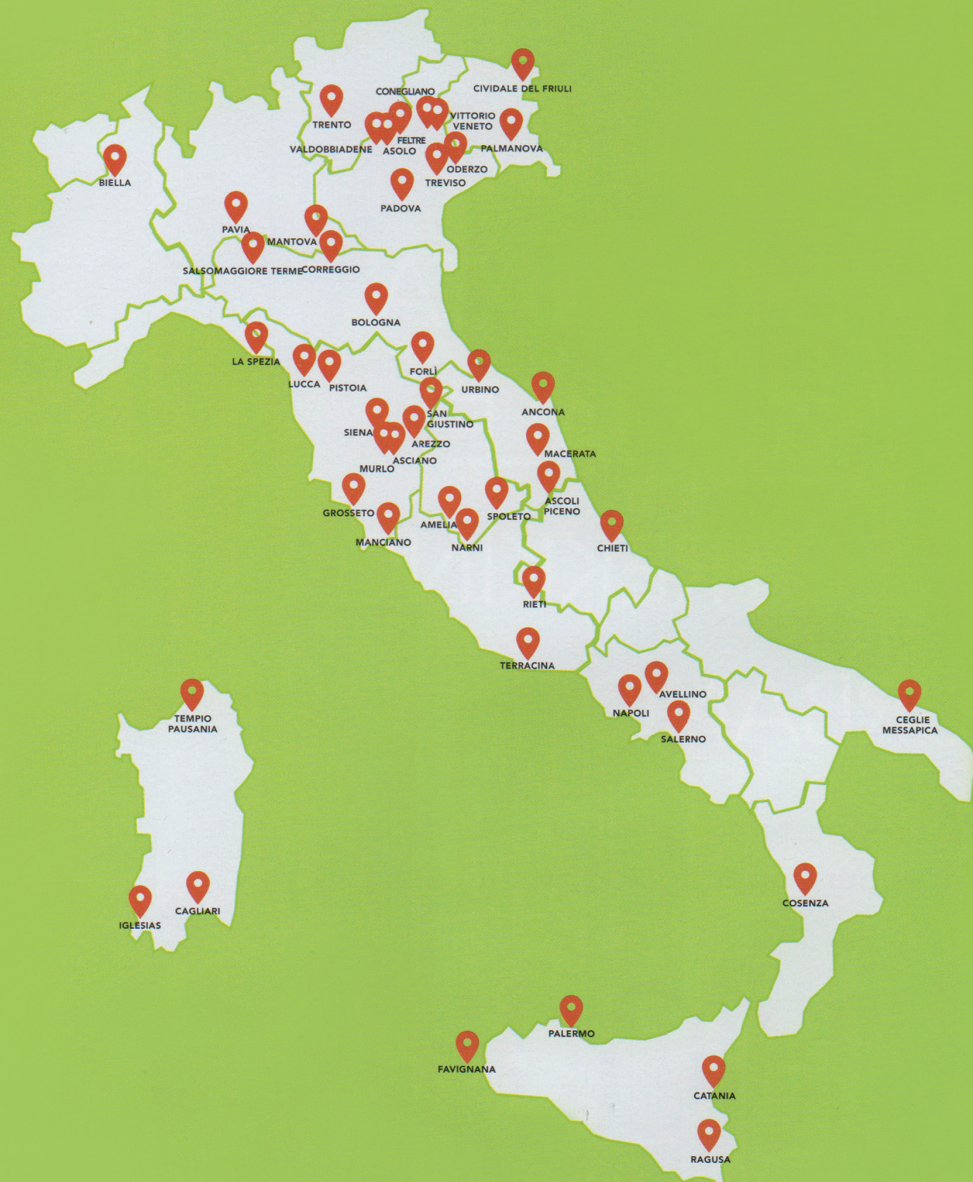 CIVIDALE DEL FRIULI
CONEGLIANO
VITTORIO
VENETO
TRENTO
FELTRE
VALDOBBIADENE
ASOLO
PALMANOVA
ODERZO
BIELLA
TREVISO
PADOVA
PAVIA
MANTOVA
SALSOMAGGIORE TERME
CORREGGIO
BOLOGNA
LA SPEZIA
FORLÌ
LUCCA
PISTOIA
URBINO
ANCONA
SAN
GIUSTINO
SIENA
AREZZO
MACERATA
ASCIANO
MURLO
ASCOLI
PICENO
GROSSETO
SPOLETO
AMELIA
MANCIANO
NARNI
CHIETI
RIETI
TERRACINA
AVELLINO
NAPOLI
SALERNO
TEMPIO
PAUSANIA
CEGLIE
MESSAPICA
COSENZA
CAGLIARI
IGLESIAS
PALERMO
FAVIGNANA
CATANIA
RAGUSA